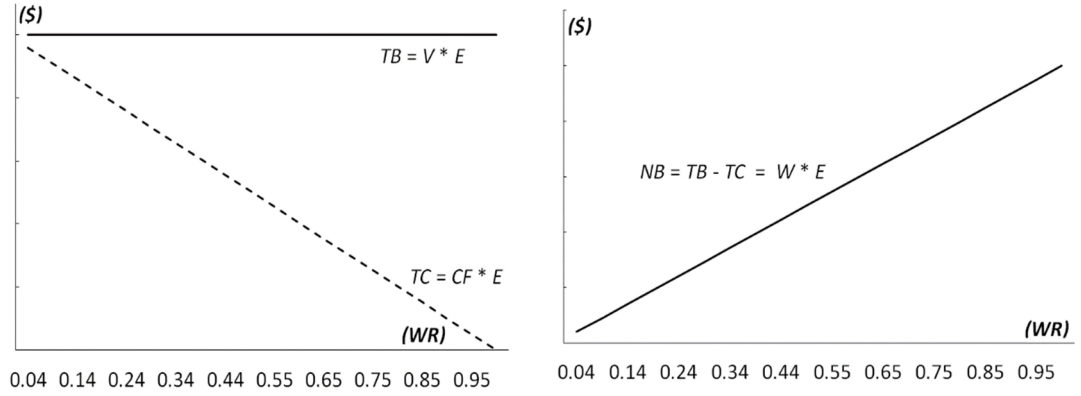 ($)
TB = V * E
TC = CF * E
(WR)
0.04 0.14 0.24 0.34 0.44 0.55 0.65 0.75 0.85 0.95
($)
NB = TB - TC = W * E
(WR)
0.04 0.14 0.24 0.34 0.44 0.55 0.65 0.75 0.85 0.95